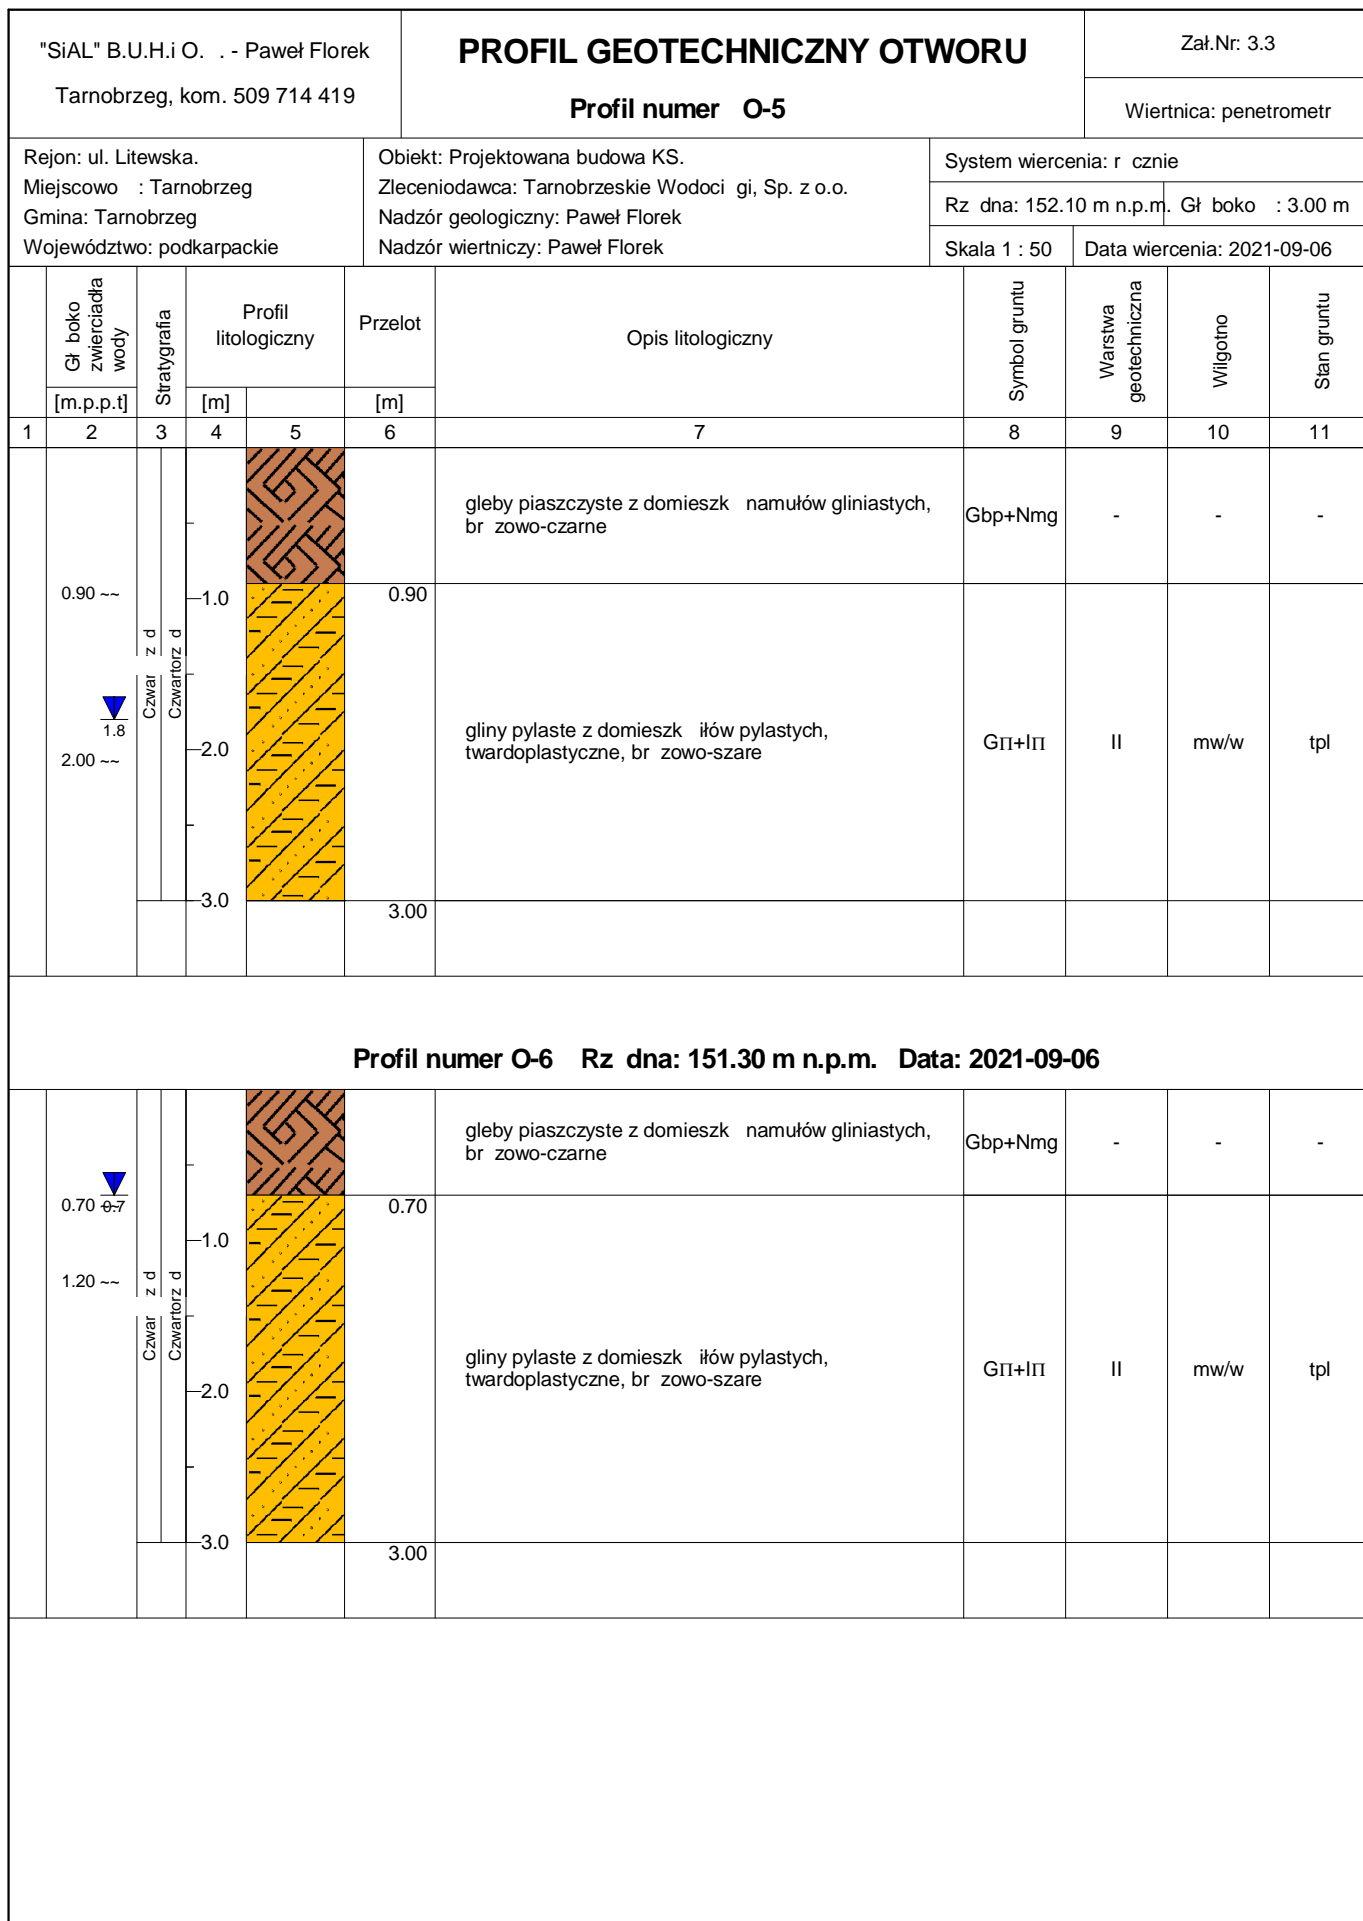 "SiAL" B.U.H.i O. . - Paweł Florek
Tarnobrzeg, kom. 509 714 419
PROFIL GEOTECHNICZNY OTWORU
Profil numer O-5
Zał.Nr: 3.3
Wiertnica: penetrometr
Rejon: ul. Litewska.
Miejscowo : Tarnobrzeg
Gmina: Tarnobrzeg
Województwo: podkarpackie
Obiekt: Projektowana budowa KS.
Zleceniodawca: Tarnobrzeskie Wodoci gi, Sp. z o.o.
Nadzór geologiczny: Paweł Florek
Nadzór wiertniczy: Paweł Florek
System wiercenia: r cznie
Rz dna: 152.10 m n.p.m. Gł boko : 3.00 m
Skala 1 : 50 Data wiercenia: 2021-09-06
Gł boko
zwierciadła
wody
[m.p.p.t]
Stratygrafia
Profil
litologiczny
[m]
Przelot
[m]
Opis litologiczny
Symbol gruntu
Warstwa
geotechniczna
Wilgotno
Stan gruntu
1 2 3 4 5 6 7 8 9 10 11
gleby piaszczyste z domieszk namułów gliniastych,
br zowo-czarne
Gbp+Nmg - - -
0.90 ~~
1.0
0.90
Czwar z d
Czwartorz d
1.8
2.00 ~~
2.0
gliny pylaste z domieszk iłów pylastych,
twardoplastyczne, br zowo-szare
GΠ+IΠ II mw/w tpl
3.0
3.00
Profil numer O-6 Rz dna: 151.30 m n.p.m. Data: 2021-09-06
gleby piaszczyste z domieszk namułów gliniastych,
br zowo-czarne
Gbp+Nmg - - -
0.70 ~~
0.7
0.70
1.0
1.20 ~~
Czwar z d
Czwartorz d
gliny pylaste z domieszk iłów pylastych,
twardoplastyczne, br zowo-szare
GΠ+IΠ II mw/w tpl
2.0
3.0
3.00